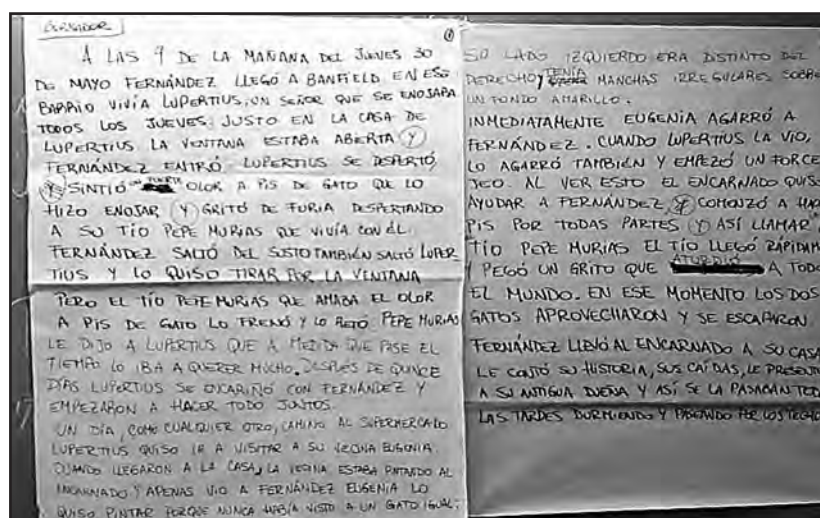 BORRADOR
①
A LAS 9 DE LA MAÑANA DEL JUEVES 30
DE MAYO FERNÁNDEZ LLEGÓ A BANFIELD. EN ESE
BARRIO VIVÍA LUPERTIUS, UN SEÑOR QUE SE ENOJABA
TODOS LOS JUEVES. JUSTO EN LA CASA DE
LUPERTIUS LA VENTANA ESTABA ABIERTA Y
FERNÁNDEZ ENTRÓ. LUPERTIUS SE DESPERTÓ,
Y SINTIÓ UN FUERTE OLOR A PIS DE GATO QUE LO
HIZO ENOJAR Y GRITÓ DE FURIA DESPERTANDO
A SU TÍO PEPE MURIAS QUE VIVÍA CON ÉL.
FERNÁNDEZ SALTÓ DEL SUSTO TAMBIÉN SALTÓ LUPER
TIUS Y LO QUISO TIRAR POR LA VENTANA
PERO EL TÍO PEPE MURIAS QUE AMABA EL OLOR
A PIS DE GATO LO FRENÓ Y LO RETÓ. PEPE MURIAS
LE DIJO A LUPERTIUS QUE A MEDIDA QUE PASE EL
TIEMPO LO IBA A QUERER MUCHO. DESPUÉS DE QUINCE
DÍAS LUPERTIUS SE ENCARIÑÓ CON FERNÁNDEZ Y
EMPEZARON A HACER TODO JUNTOS.
UN DÍA, COMO CUALQUIER OTRO, CAMINO AL SUPERMERCADO
LUPERTIUS QUISO IR A VISITAR A SU VECINA EUGENIA.
CUANDO LLEGARON A LA CASA, LA VECINA ESTABA PINTANDO AL
ENCARNADO Y APENAS VIO A FERNÁNDEZ EUGENIA LO
QUISO PINTAR PORQUE NUNCA HABÍA VISTO A UN GATO IGUAL:
SU LADO IZQUIERDO ERA DISTINTO DEL
DERECHO Y TENÍA MANCHAS IRREGULARES SOBRE
UN FONDO AMARILLO.
INMEDIATAMENTE EUGENIA AGARRÓ A
FERNÁNDEZ. CUANDO LUPERTIUS LA VIO,
LO AGARRÓ TAMBIÉN Y EMPEZÓ UN FORCE
JEO. AL VER ESTO EL ENCARNADO QUISO
AYUDAR A FERNÁNDEZ, Y COMENZÓ A HAC
PIS POR TODAS PARTES Y ASÍ LLAMAR
TÍO PEPE MURIAS. EL TÍO LLEGÓ RÁPIDAM
Y PEGÓ UN GRITO QUE ATURDIÓ A TODO
EL MUNDO. EN ESE MOMENTO LOS DOS
GATOS APROVECHARON Y SE ESCAPARON.
FERNÁNDEZ LLEVÓ AL ENCARNADO A SU CASA
LE CONTÓ SU HISTORIA, SUS CAÍDAS, LE PRESENT
A SU ANTIGUA DUEÑA Y ASÍ SE LA PASABAN TOD
LAS TARDES DURMIENDO Y PASEANDO POR LOS TECHO